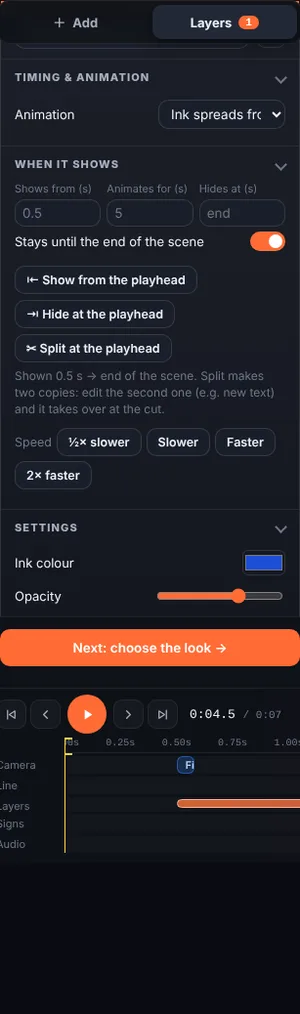 + Add
Layers 1
TIMING & ANIMATION
Animation
Ink spreads frc
WHEN IT SHOWS
Shows from (s) Animates for (s) Hides at (s)
0.5 5 end
Stays until the end of the scene
⇤ Show from the playhead
⇥ Hide at the playhead
✂ Split at the playhead
Shown 0.5 s → end of the scene. Split makes
two copies: edit the second one (e.g. new text)
and it takes over at the cut.
Speed ½× slower Slower Faster
2× faster
SETTINGS
Ink colour
Opacity
Next: choose the look →
0:04.5 / 0:07
0.25s 0.50s 0.75s 1.00s
Camera Fi
Line
Layers
Signs
Audio